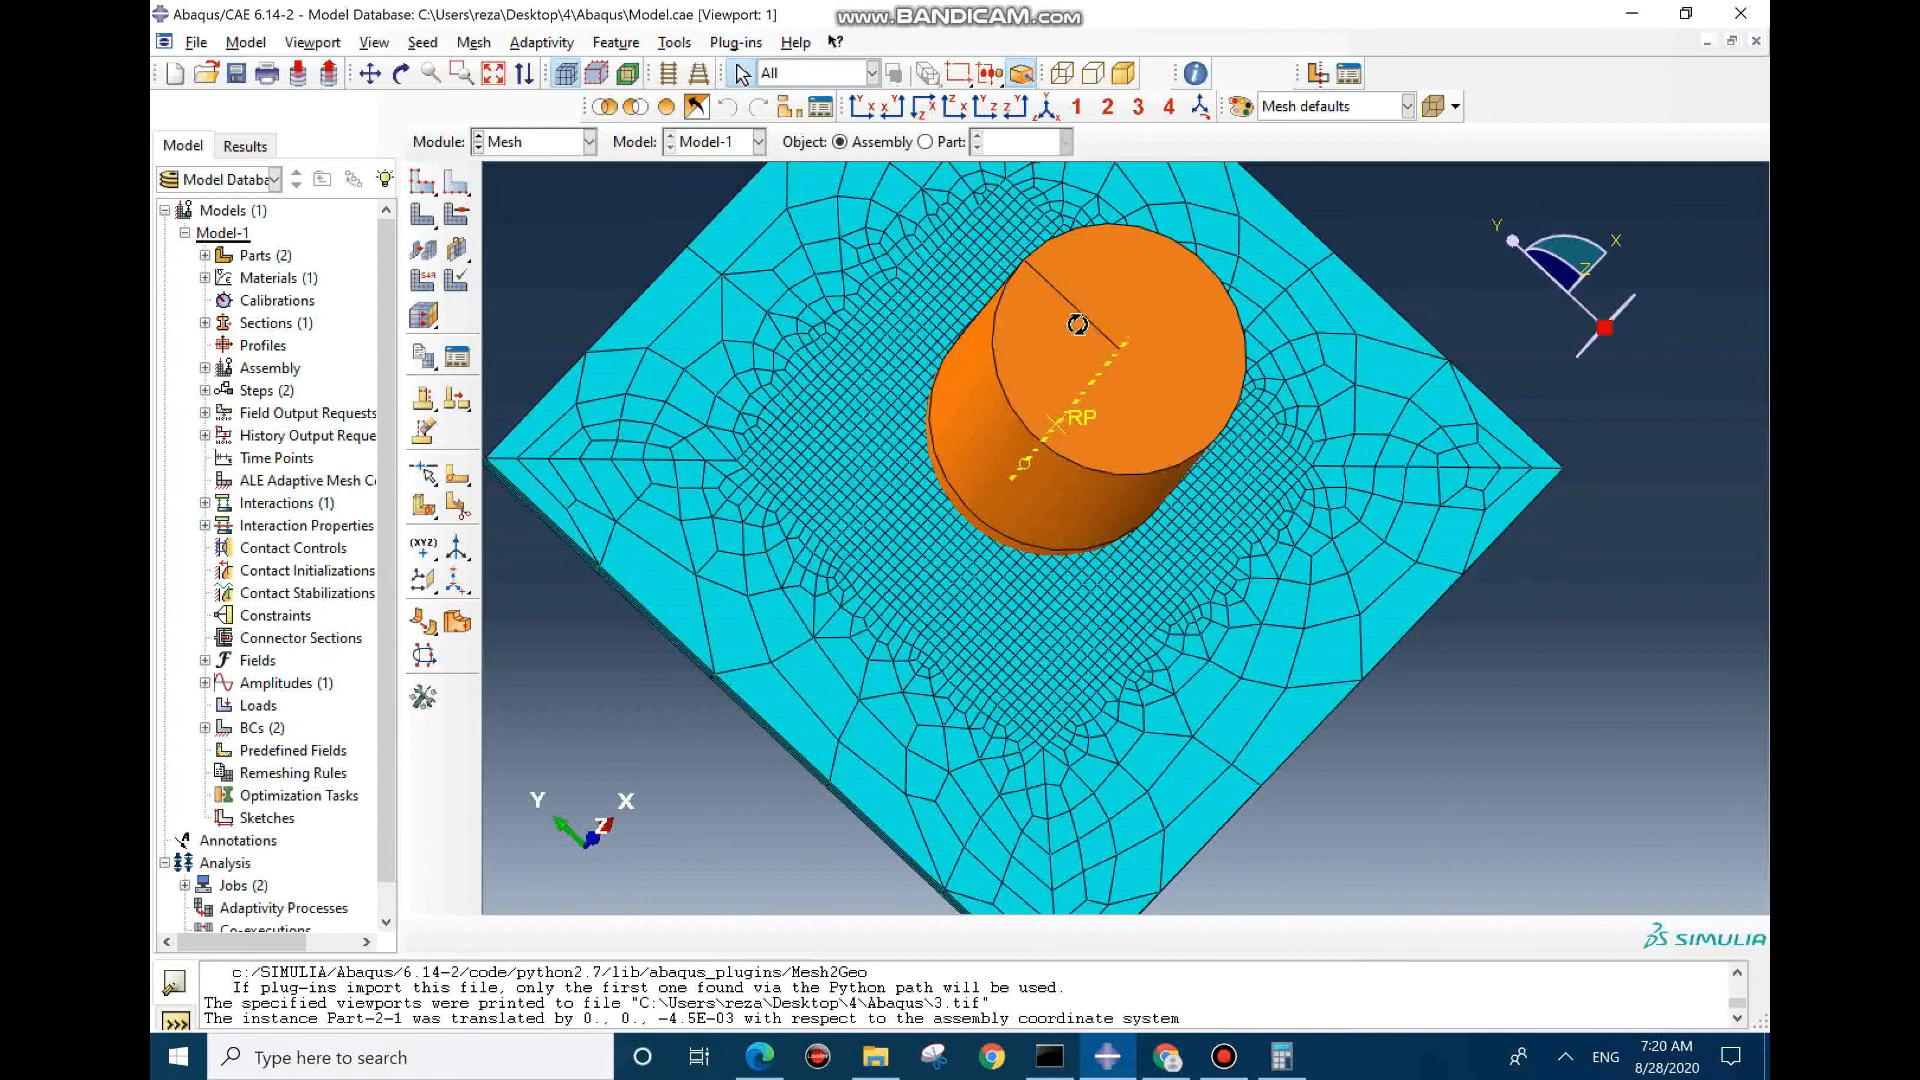 Abaqus/CAE 6.14-2 - Model Database: C:\Users\reza\Desktop\4\Abaqus\Model.cae [Viewport: 1]
www.BANDICAM.com
File Model Viewport View Seed Mesh Adaptivity Feature Tools Plug-ins Help
All
1 2 3 4 Mesh defaults
Model Results
Module: Mesh Model: Model-1 Object: Assembly Part:
Model Databa
Models (1)
Model-1
Parts (2)
Materials (1)
Calibrations
Sections (1)
Profiles
Assembly
Steps (2)
Field Output Requests
History Output Reque
Time Points
ALE Adaptive Mesh C
Interactions (1)
Interaction Properties
Contact Controls
Contact Initializations
Contact Stabilizations
Constraints
Connector Sections
Fields
Amplitudes (1)
Loads
BCs (2)
Predefined Fields
Remeshing Rules
Optimization Tasks
Sketches
Annotations
Analysis
Jobs (2)
Adaptivity Processes
Co-executions
S4R
(XYZ)
RP
Y X Z
Y X Z
SIMULIA
c:/SIMULIA/Abaqus/6.14-2/code/python2.7/lib/abaqus_plugins/Mesh2Geo
If plug-ins import this file, only the first one found via the Python path will be used.
The specified viewports were printed to file "C:\Users\reza\Desktop\4\Abaqus\3.tif"
The instance Part-2-1 was translated by 0., 0., -4.5E-03 with respect to the assembly coordinate system
>>>
Type here to search
Loader
ENG
7:20 AM
8/28/2020